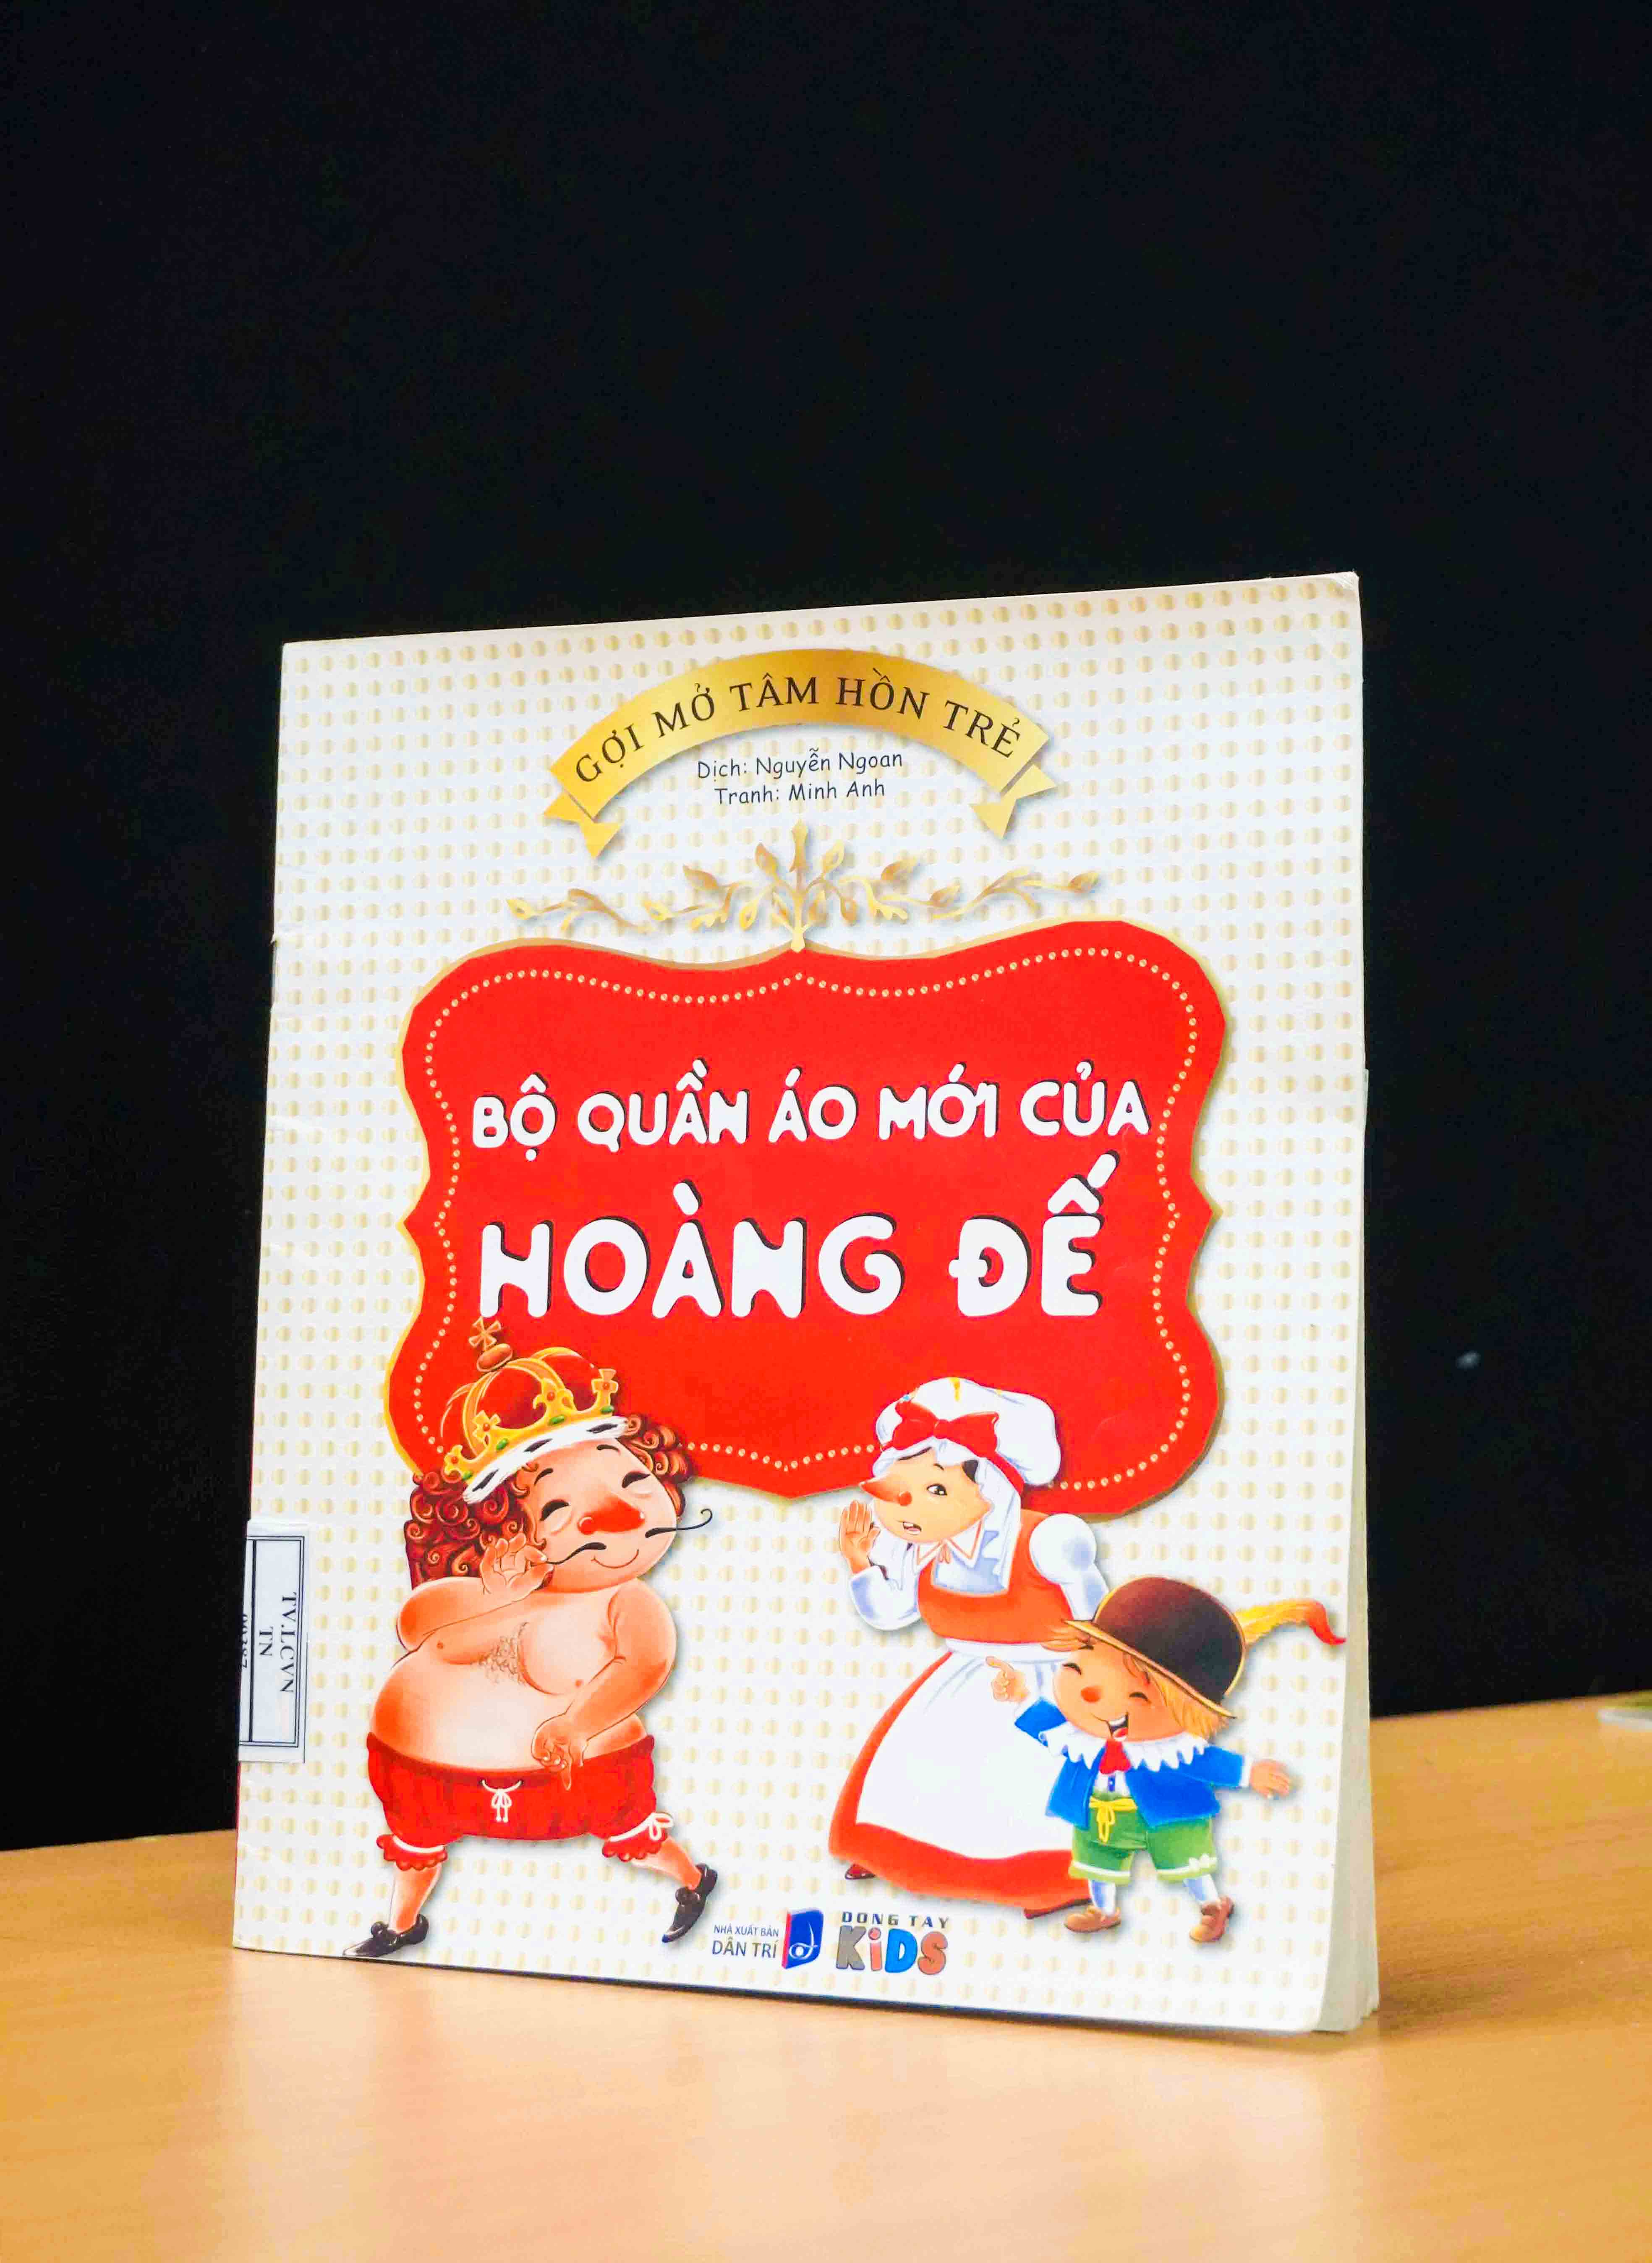 GỢI MỞ TÂM HỒN TRẺ
Dịch: Nguyễn Ngoan
Tranh: Minh Anh
BỘ QUẦN ÁO MỚI CỦA
HOÀNG ĐẾ
TV.LCVN
TN
NHÀ XUẤT BẢN
DÂN TRÍ
DONG TAY
KiDS